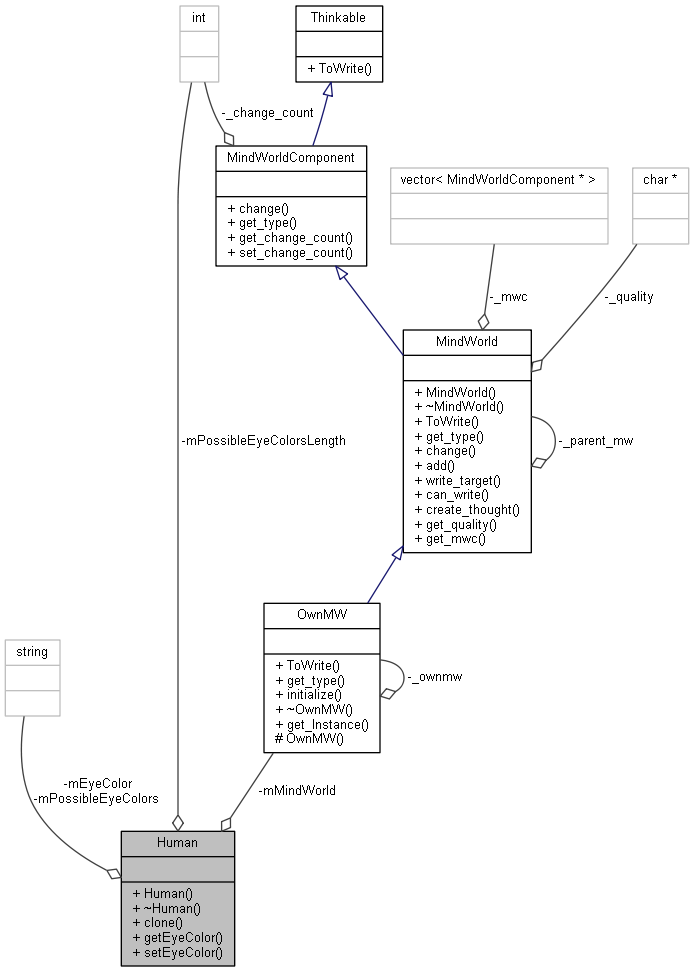 int
Thinkable
+ ToWrite()
-_change_count
MindWorldComponent
+ change()
+ get_type()
+ get_change_count()
+ set_change_count()
vector< MindWorldComponent * >
char *
-_mwc
-_quality
MindWorld
+ MindWorld()
+ ~MindWorld()
+ ToWrite()
+ get_type()
+ change()
+ add()
+ write_target()
+ can_write()
+ create_thought()
+ get_quality()
+ get_mwc()
-_parent_mw
-mPossibleEyeColorsLength
OwnMW
+ ToWrite()
+ get_type()
+ initialize()
+ ~OwnMW()
+ get_Instance()
# OwnMW()
-_ownmw
string
-mEyeColor
-mPossibleEyeColors
-mMindWorld
Human
+ Human()
+ ~Human()
+ clone()
+ getEyeColor()
+ setEyeColor()